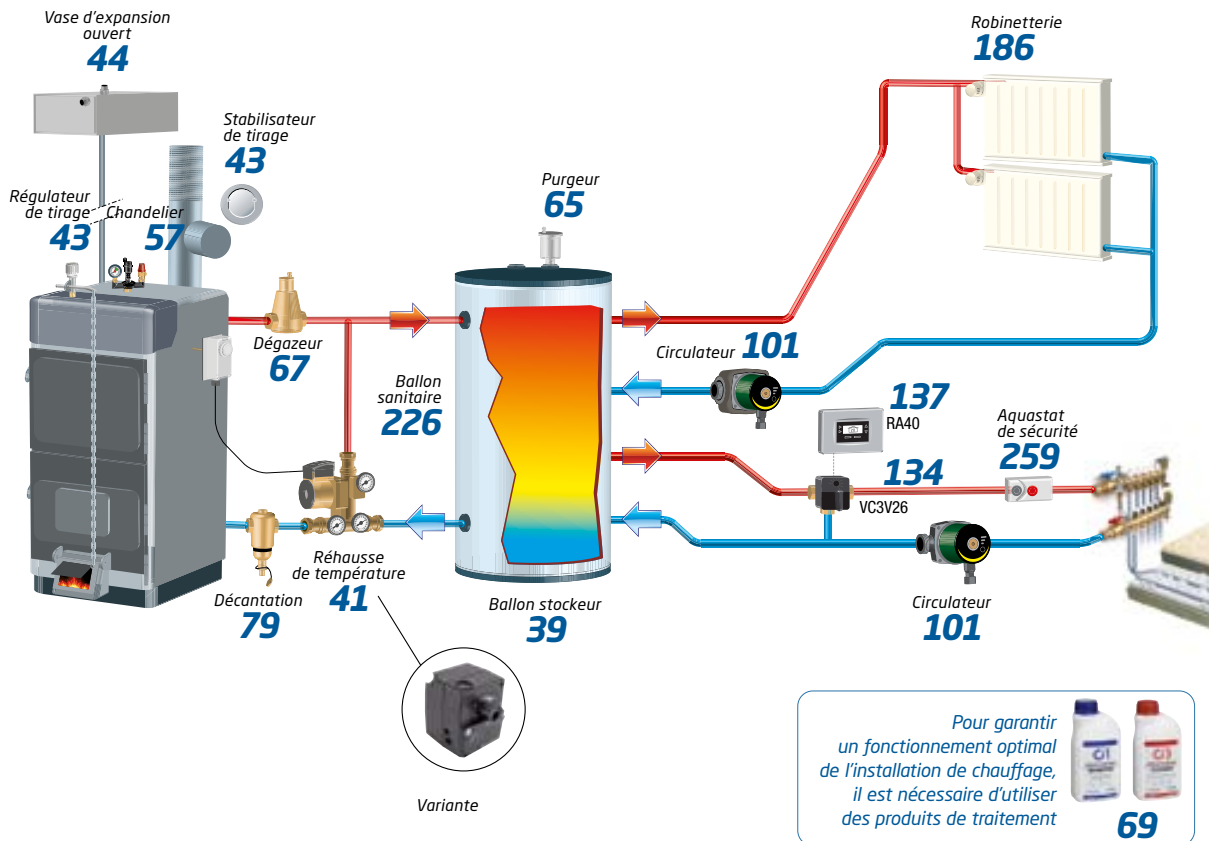 Vase d'expansion
ouvert
44
Robinetterie
186
Stabilisateur
de tirage
43
Régulateur
de tirage
43
Chandelier
57
Purgeur
65
Dégazeur
67
Ballon
sanitaire
226
Circulateur 101
137
RA40
134
VC3V26
Aquastat
de sécurité
259
Décantation
79
Réhausse
de température
41
Ballon stockeur
39
Circulateur
101
Variante
Pour garantir
un fonctionnement optimal
de l'installation de chauffage,
il est nécessaire d'utiliser
des produits de traitement
69